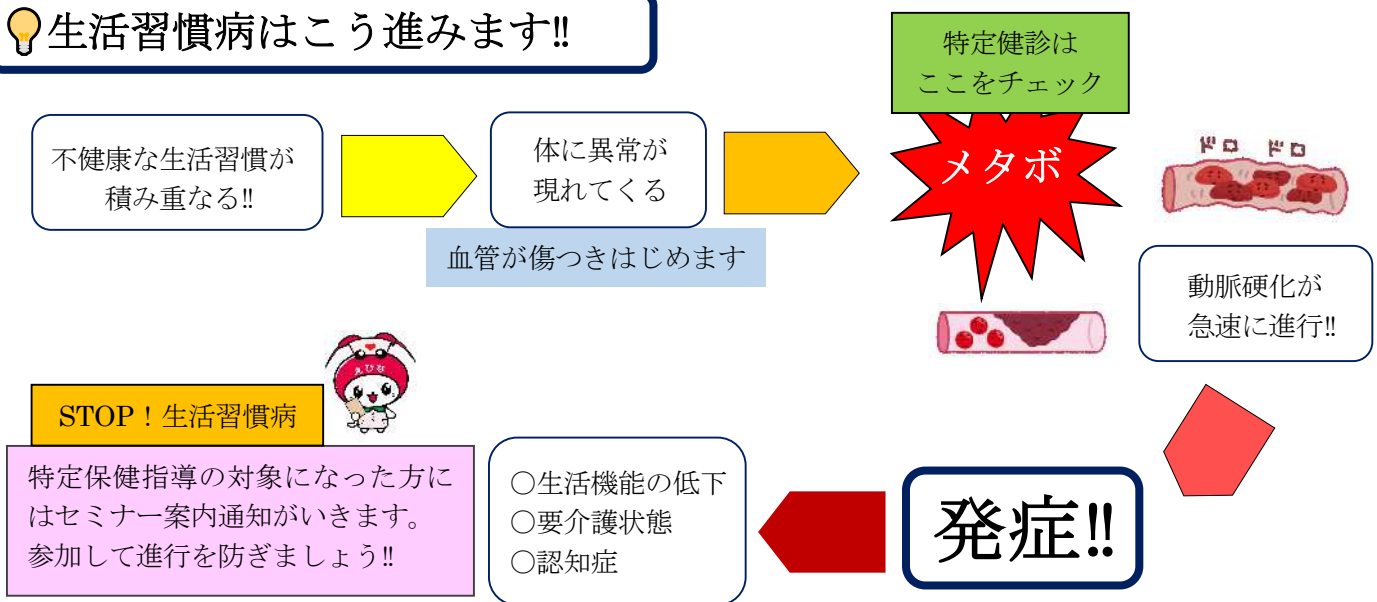 生活習慣病はこう進みます‼
不健康な生活習慣が
積み重なる‼
体に異常が
現れてくる
血管が傷つきはじめます
特定健診は
ここをチェック
メタボ
ドロ ドロ
動脈硬化が
急速に進行‼
発症‼
〇生活機能の低下
〇要介護状態
〇認知症
えびな
STOP！生活習慣病
特定保健指導の対象になった方に
はセミナー案内通知がいきます。
参加して進行を防ぎましょう‼